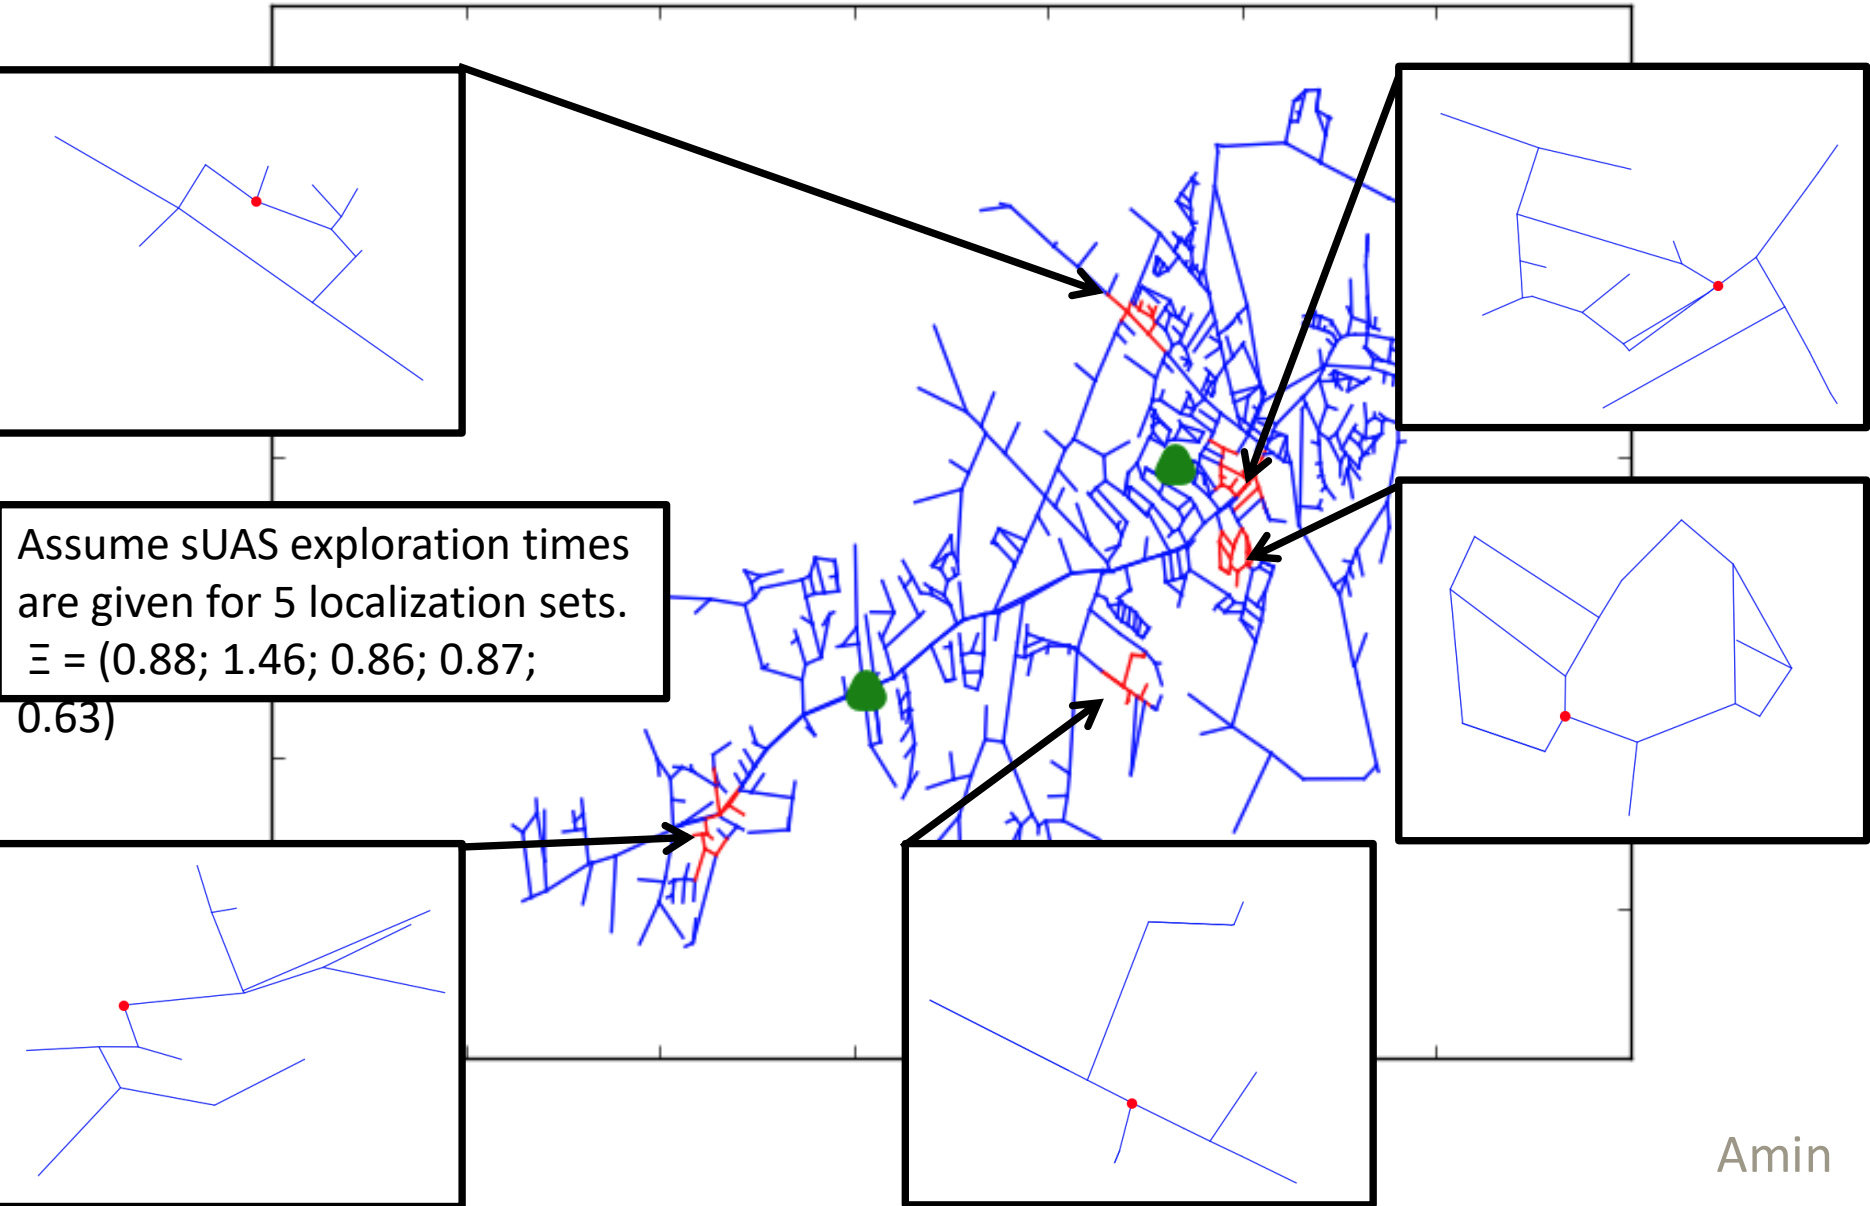 Assume sUAS exploration times
are given for 5 localization sets.
Ξ = (0.88; 1.46; 0.86; 0.87;
0.63)
Amin